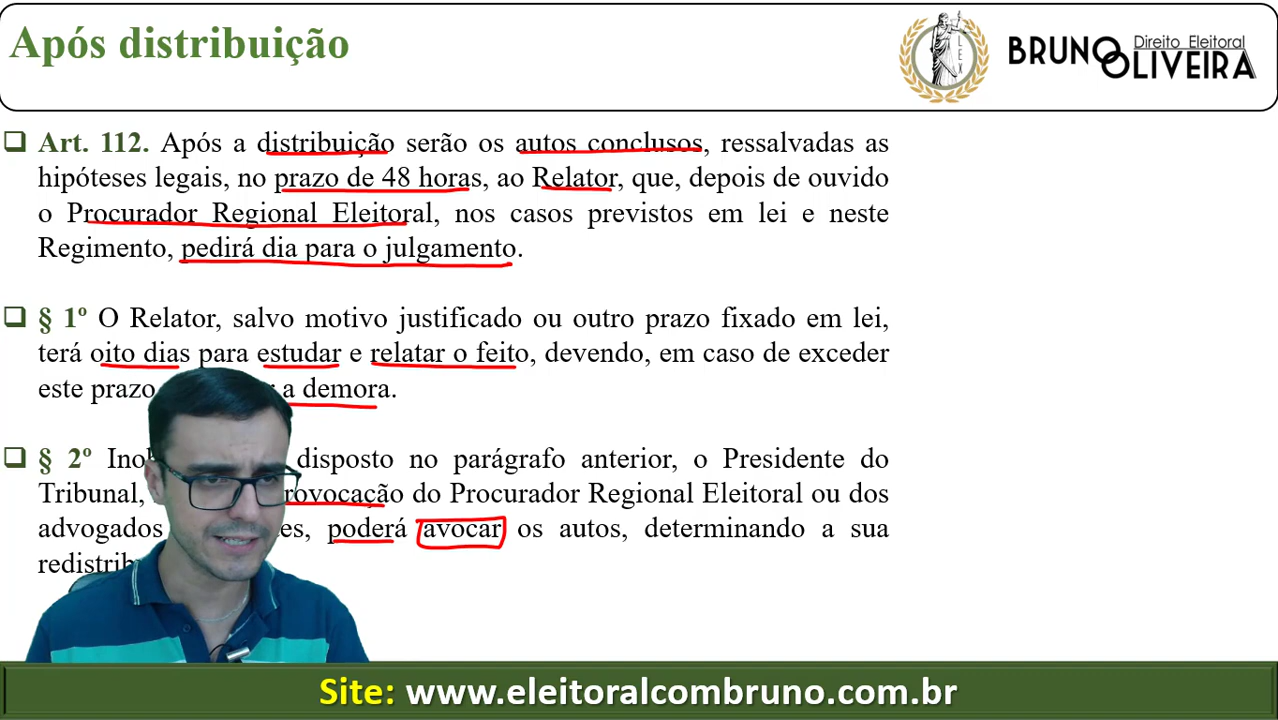 Após distribuição
LEX
BRUNO Direito Eleitoral
OLIVEIRA
Art. 112. Após a distribuição serão os autos conclusos, ressalvadas as
hipóteses legais, no prazo de 48 horas, ao Relator, que, depois de ouvido
o Procurador Regional Eleitoral, nos casos previstos em lei e neste
Regimento, pedirá dia para o julgamento.
§ 1º O Relator, salvo motivo justificado ou outro prazo fixado em lei,
terá oito dias para estudar e relatar o feito, devendo, em caso de exceder
este prazo a demora.
§ 2º disposto no parágrafo anterior, o Presidente do
Tribunal, provocação do Procurador Regional Eleitoral ou dos
advogados poderá avocar os autos, determinando a sua
Site: www.eleitoralcombruno.com.br